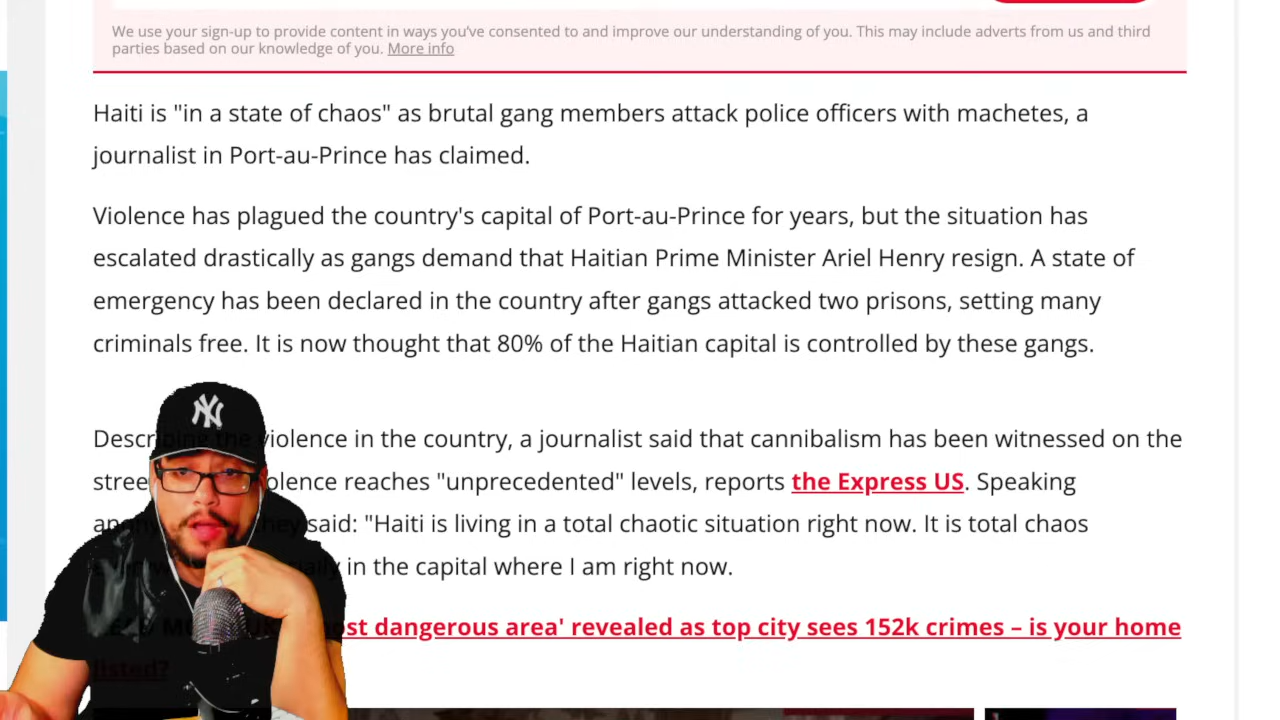 We use your sign-up to provide content in ways you've consented to and improve our understanding of you. This may include adverts from us and third
parties based on our knowledge of you. More info
Haiti is "in a state of chaos" as brutal gang members attack police officers with machetes, a
journalist in Port-au-Prince has claimed.
Violence has plagued the country's capital of Port-au-Prince for years, but the situation has
escalated drastically as gangs demand that Haitian Prime Minister Ariel Henry resign. A state of
emergency has been declared in the country after gangs attacked two prisons, setting many
criminals free. It is now thought that 80% of the Haitian capital is controlled by these gangs.
Describing the violence in the country, a journalist said that cannibalism has been witnessed on the
reaches "unprecedented" levels, reports the Express US. Speaking
they said: "Haiti is living in a total chaotic situation right now. It is total chaos
in the capital where I am right now.
dangerous area' revealed as top city sees 152k crimes – is your home
listed?
NY